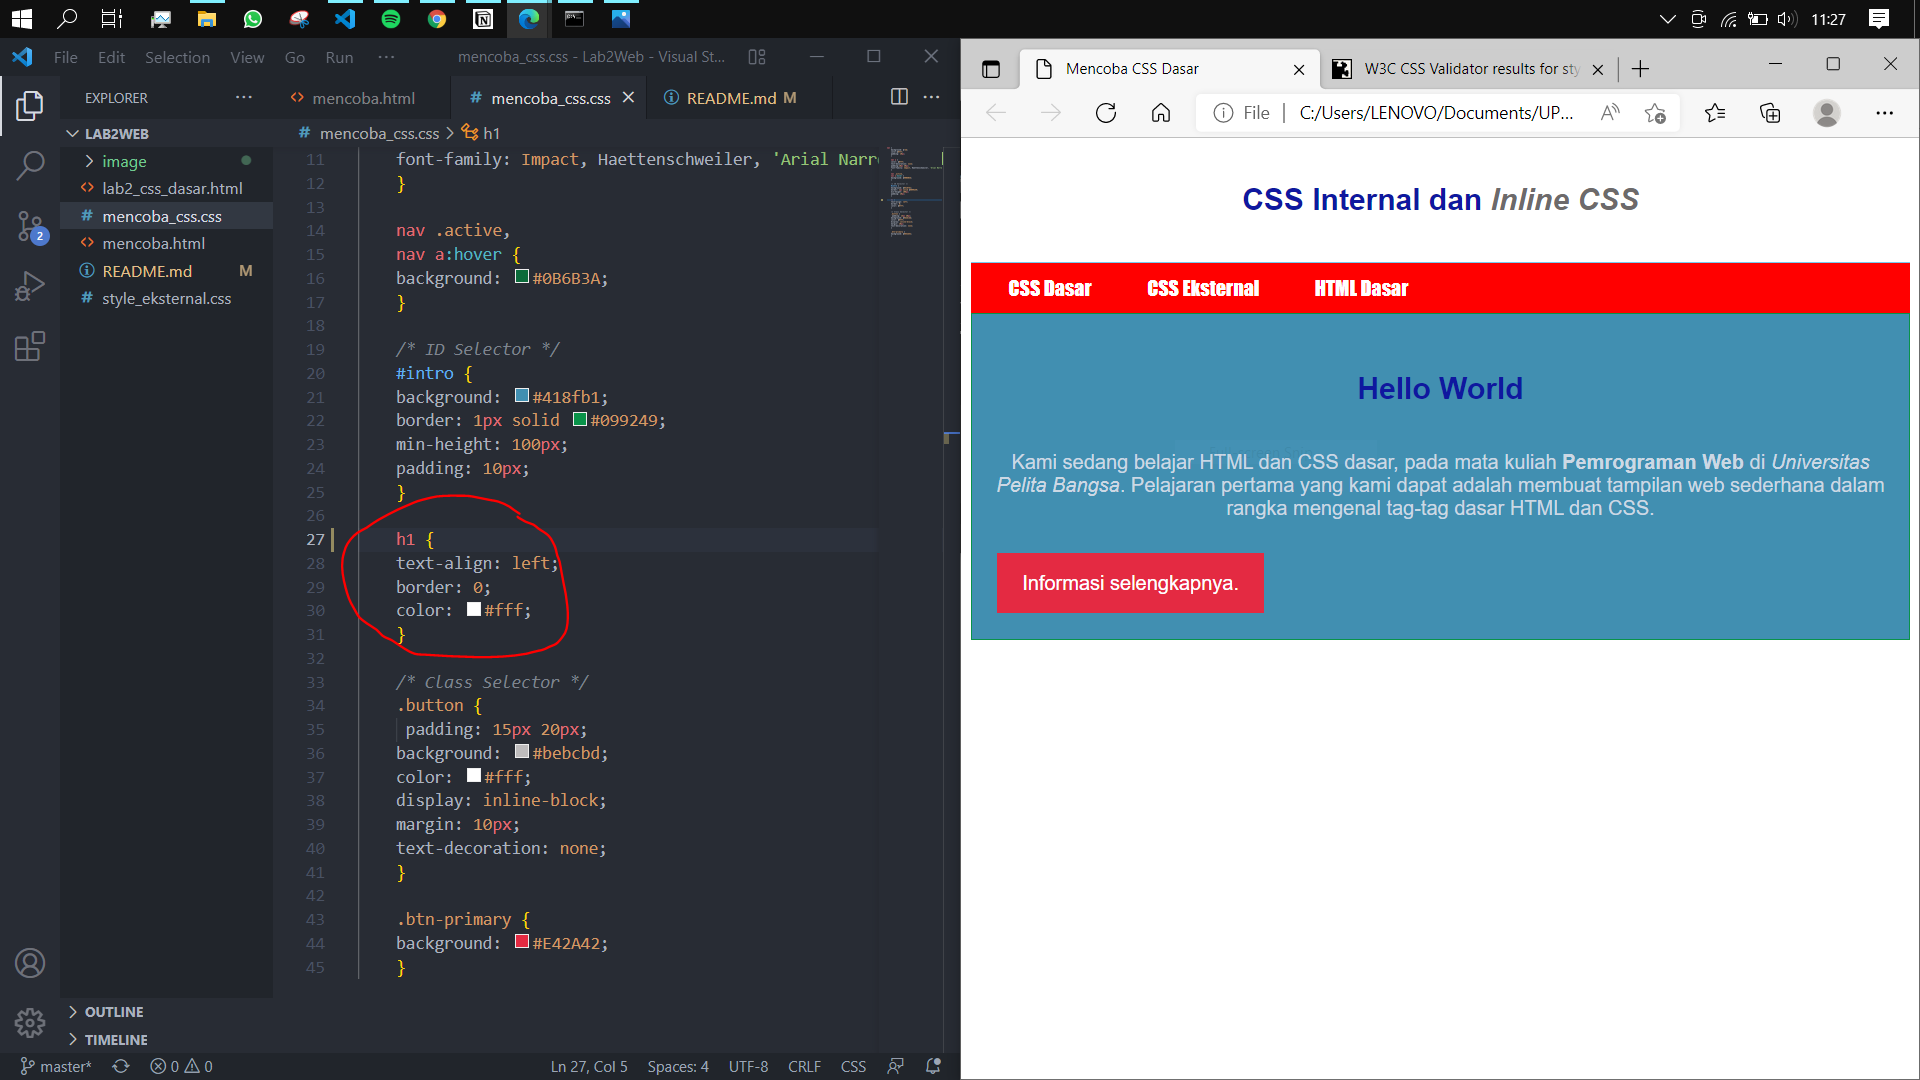 11:27
File Edit Selection View Go Run ··· mencoba_css.css - Lab2Web - Visual St...
EXPLORER ···
mencoba.html
mencoba_css.css
README.md M
LAB2WEB
image
lab2_css_dasar.html
mencoba_css.css
mencoba.html
README.md M
style_eksternal.css
2
OUTLINE
TIMELINE
mencoba_css.css > h1
11 font-family: Impact, Haettenschweiler, 'Arial Narr
12 }
13
14 nav .active,
15 nav a:hover {
16 background: #0B6B3A;
17 }
18
19 /* ID Selector */
20 #intro {
21 background: #418fb1;
22 border: 1px solid #099249;
23 min-height: 100px;
24 padding: 10px;
25 }
26
27 h1 {
28 text-align: left;
29 border: 0;
30 color: #fff;
31 }
32
33 /* Class Selector */
34 .button {
35 padding: 15px 20px;
36 background: #bebcbd;
37 color: #fff;
38 display: inline-block;
39 margin: 10px;
40 text-decoration: none;
41 }
42
43 .btn-primary {
44 background: #E42A42;
45 }
master* 0 0 Ln 27, Col 5 Spaces: 4 UTF-8 CRLF CSS
Mencoba CSS Dasar
W3C CSS Validator results for sty
File C:/Users/LENOVO/Documents/UP...
CSS Internal dan Inline CSS
CSS Dasar CSS Eksternal HTML Dasar
Hello World
Kami sedang belajar HTML dan CSS dasar, pada mata kuliah Pemrograman Web di Universitas
Pelita Bangsa. Pelajaran pertama yang kami dapat adalah membuat tampilan web sederhana dalam
rangka mengenal tag-tag dasar HTML dan CSS.
Informasi selengkapnya.